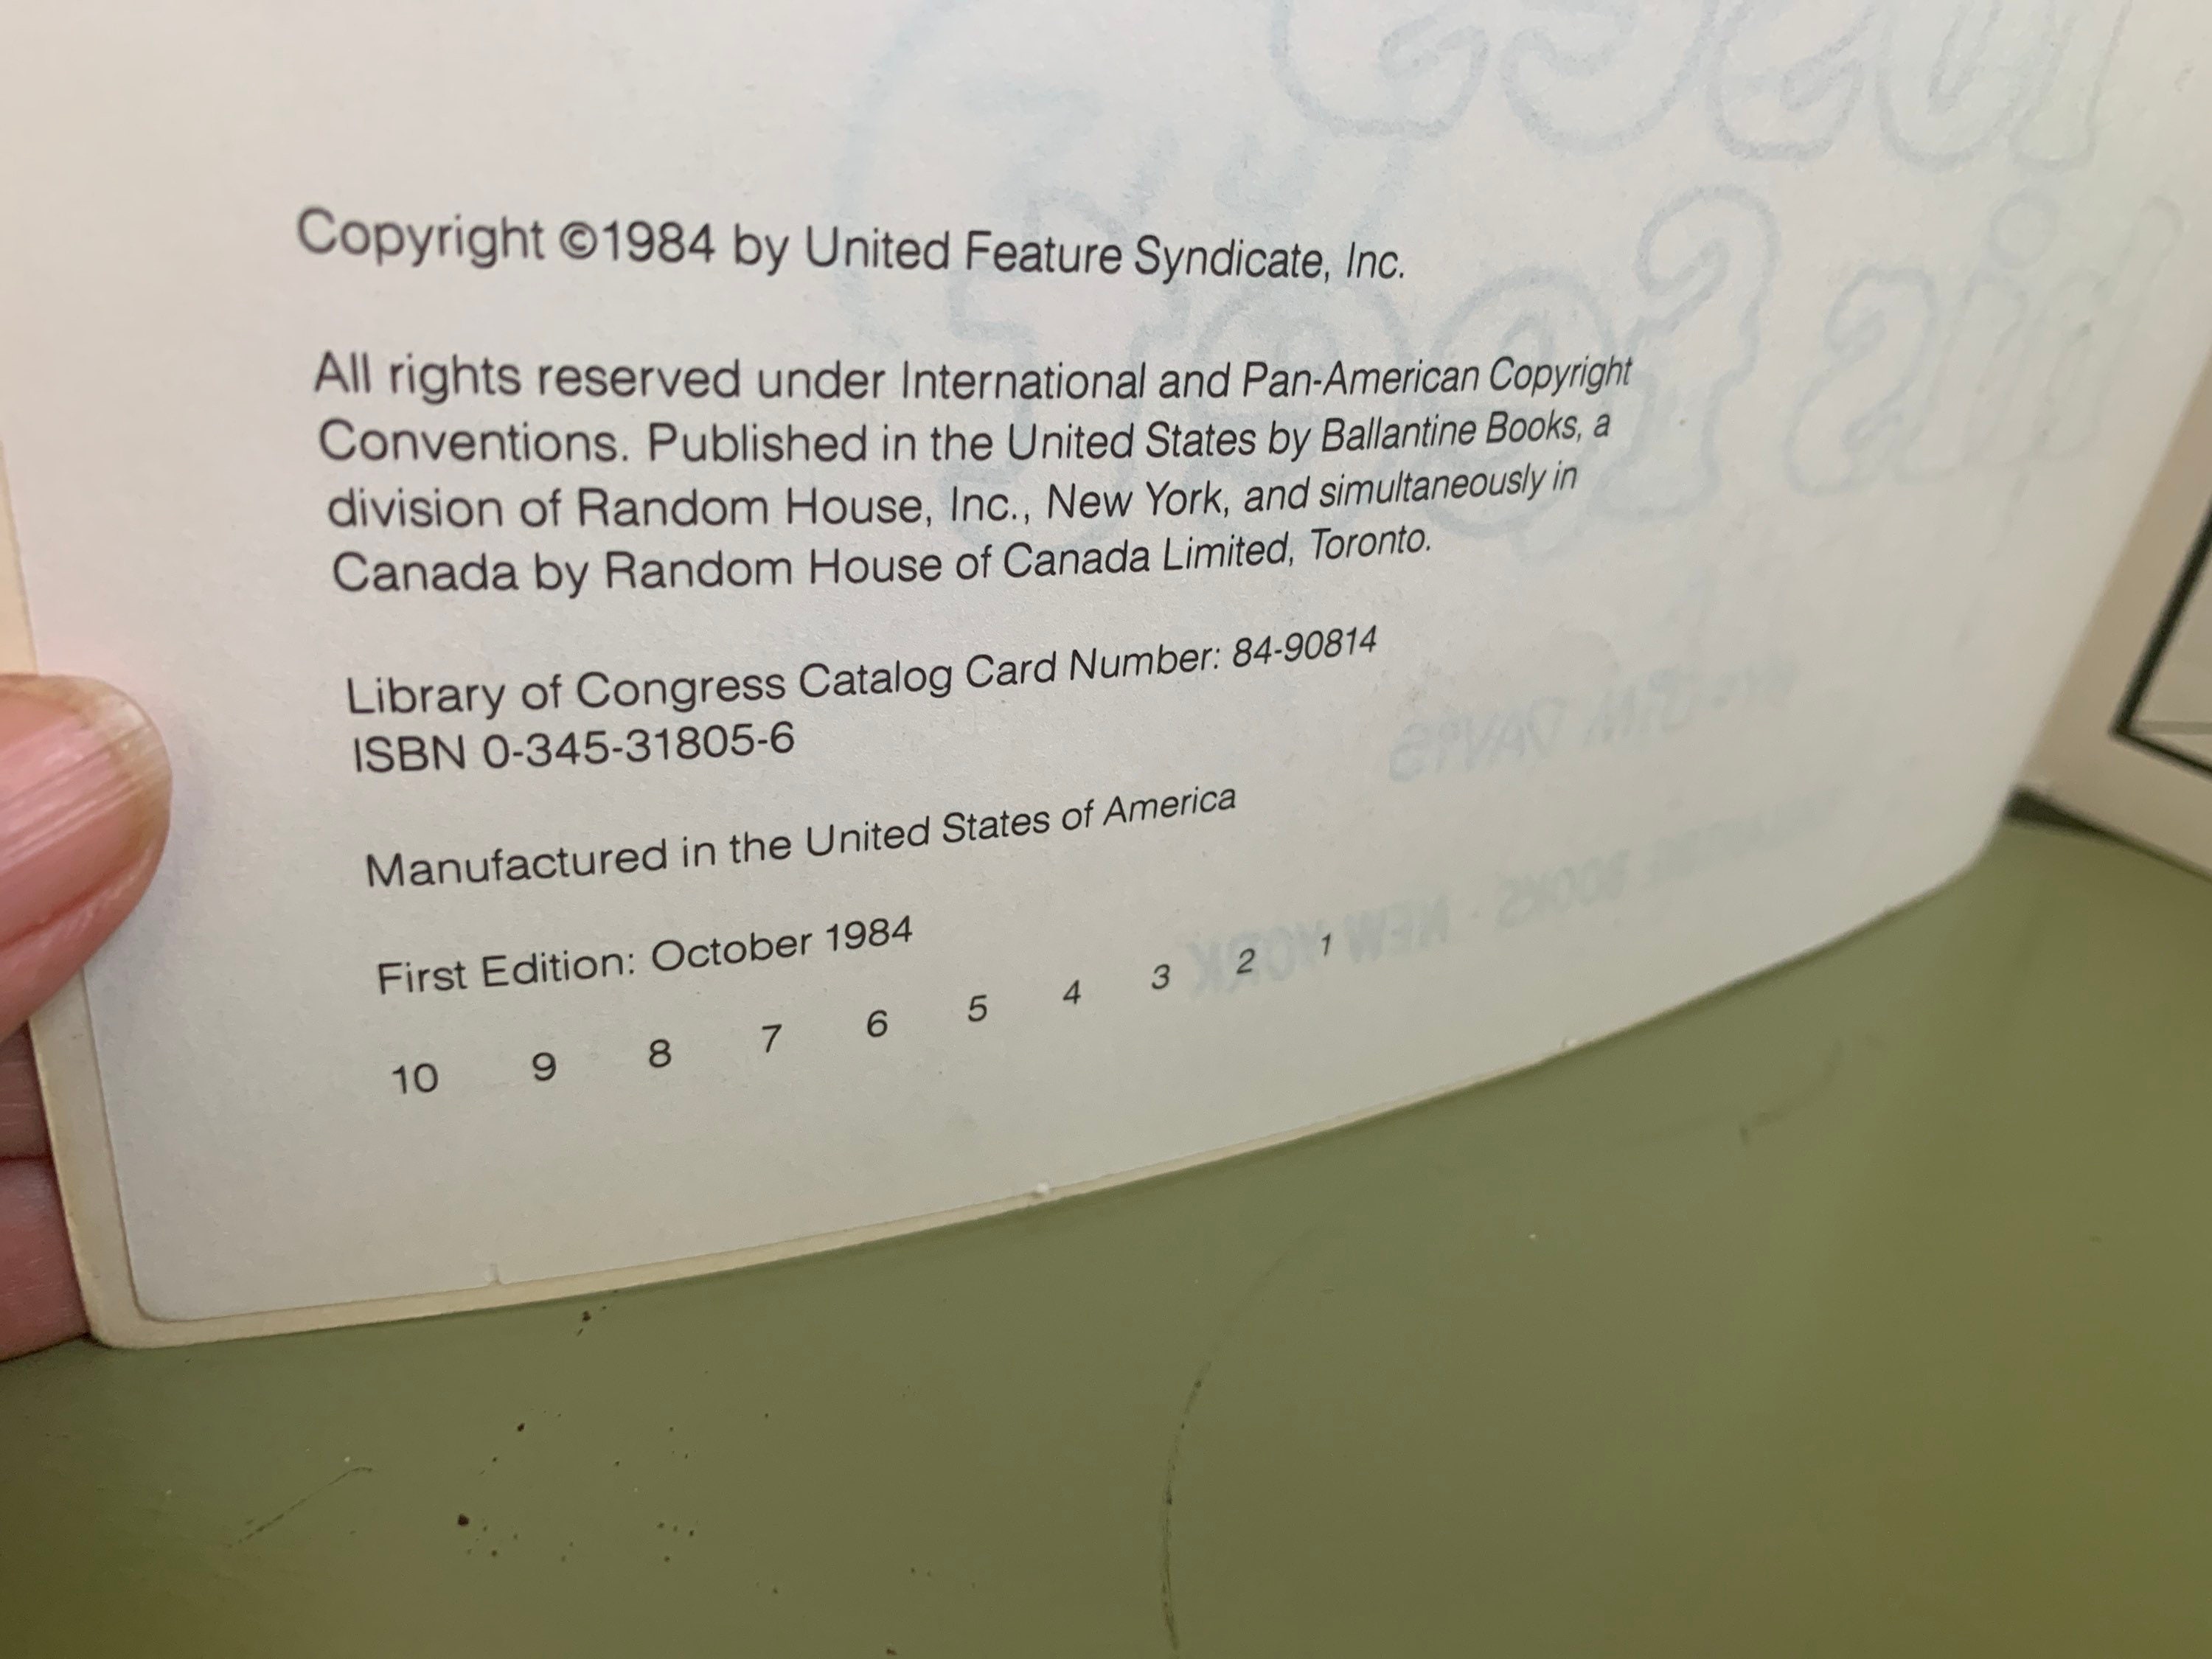 Copyright ©1984 by United Feature Syndicate, Inc.
All rights reserved under International and Pan-American Copyright
Conventions. Published in the United States by Ballantine Books, a
division of Random House, Inc., New York, and simultaneously in
Canada by Random House of Canada Limited, Toronto.
Library of Congress Catalog Card Number: 84-90814
ISBN 0-345-31805-6
Manufactured in the United States of America
First Edition: October 1984
10 9 8 7 6 5 4 3 2 1